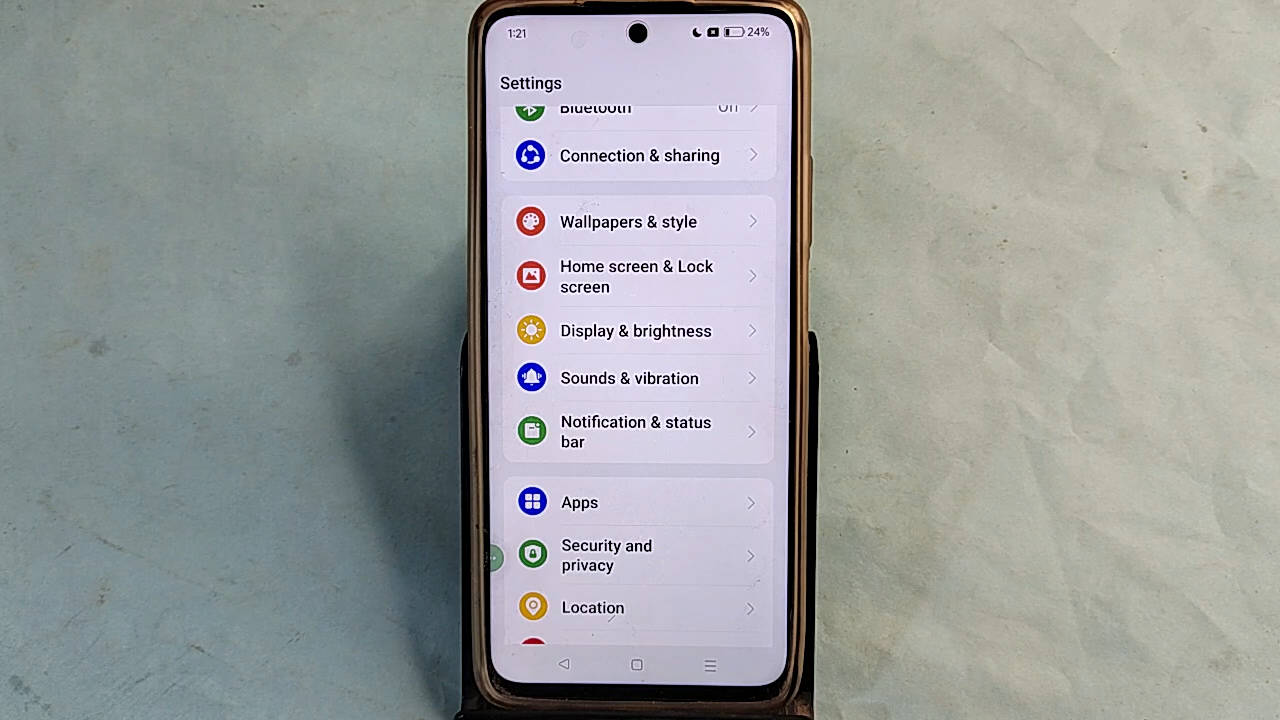 1:21
24%
Settings
Bluetooth
Connection & sharing
Wallpapers & style
Home screen & Lock
screen
Display & brightness
Sounds & vibration
Notification & status
bar
Apps
Security and
privacy
Location